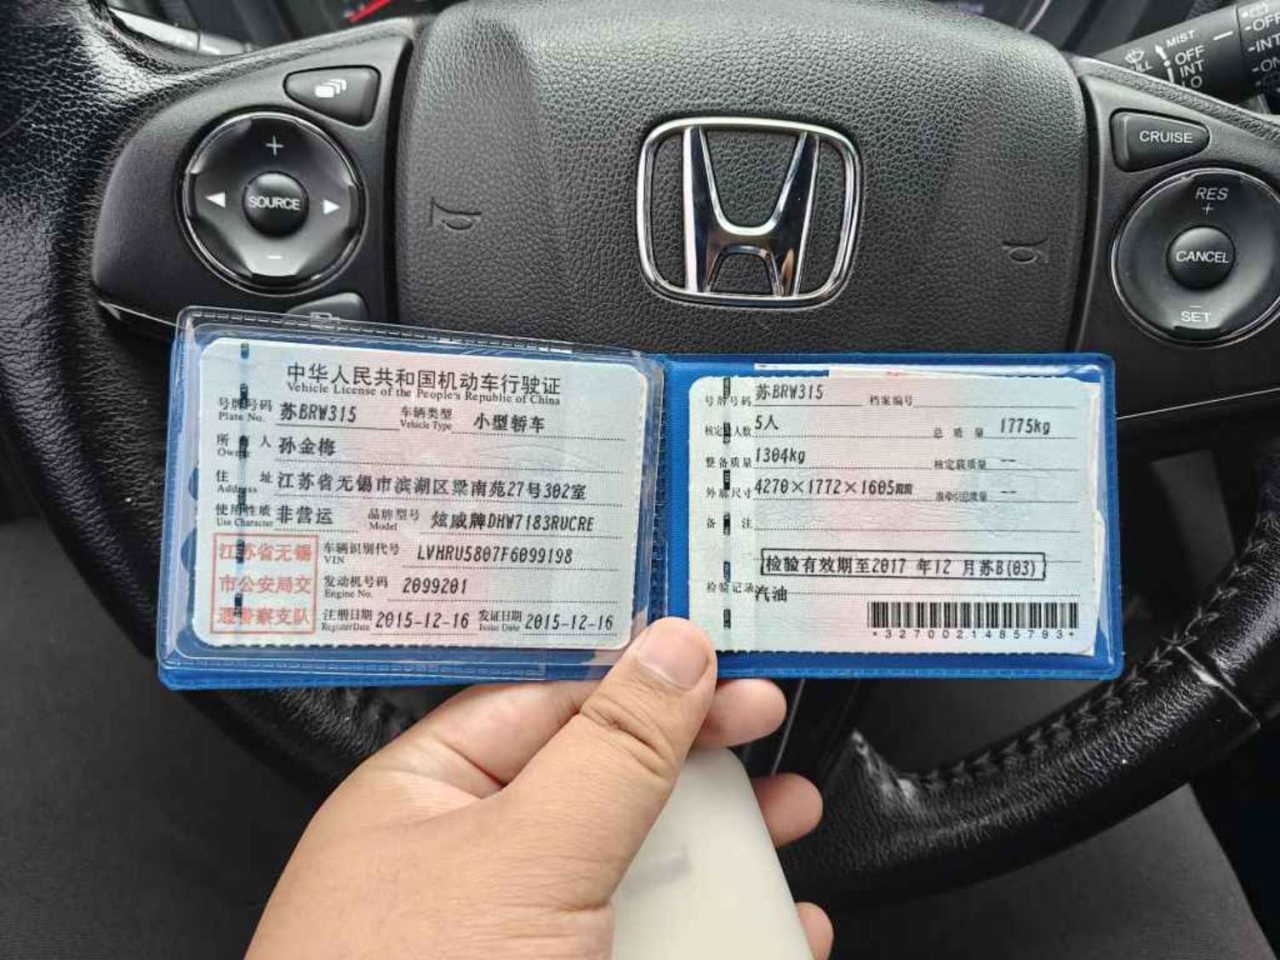 MIST
OFF
INT
LO
-OFF
-INT
CRUISE
RES
+
CANCEL
−
SET
+
SOURCE
−
中华人民共和国机动车行驶证
Vehicle License of the People's Republic of China
号牌号码 苏BRW315 车辆类型 小型轿车
Plate No. Vehicle Type
所有人 孙金梅
Owner
住址 江苏省无锡市滨湖区梁南苑27号302室
Address
使用性质 非营运 品牌型号 炫威牌DHW7183RUCRE
Use Character Model
江苏省无锡
市公安局交
通警察支队
车辆识别代号 LVHRU5807F6099198
VIN
发动机号码 2099201
Engine No.
注册日期 2015-12-16 发证日期 2015-12-16
Register Date Issue Date
号牌号码 苏BRW315 档案编号
核定人数 5人 总质量 1775kg
整备质量 1304kg 核定载质量 --
外廓尺寸 4270×1772×1605mm 准牵引总质量 --
备注
检验有效期至2017 年12 月苏B(03)
检验记录 汽油
*3270021485793*